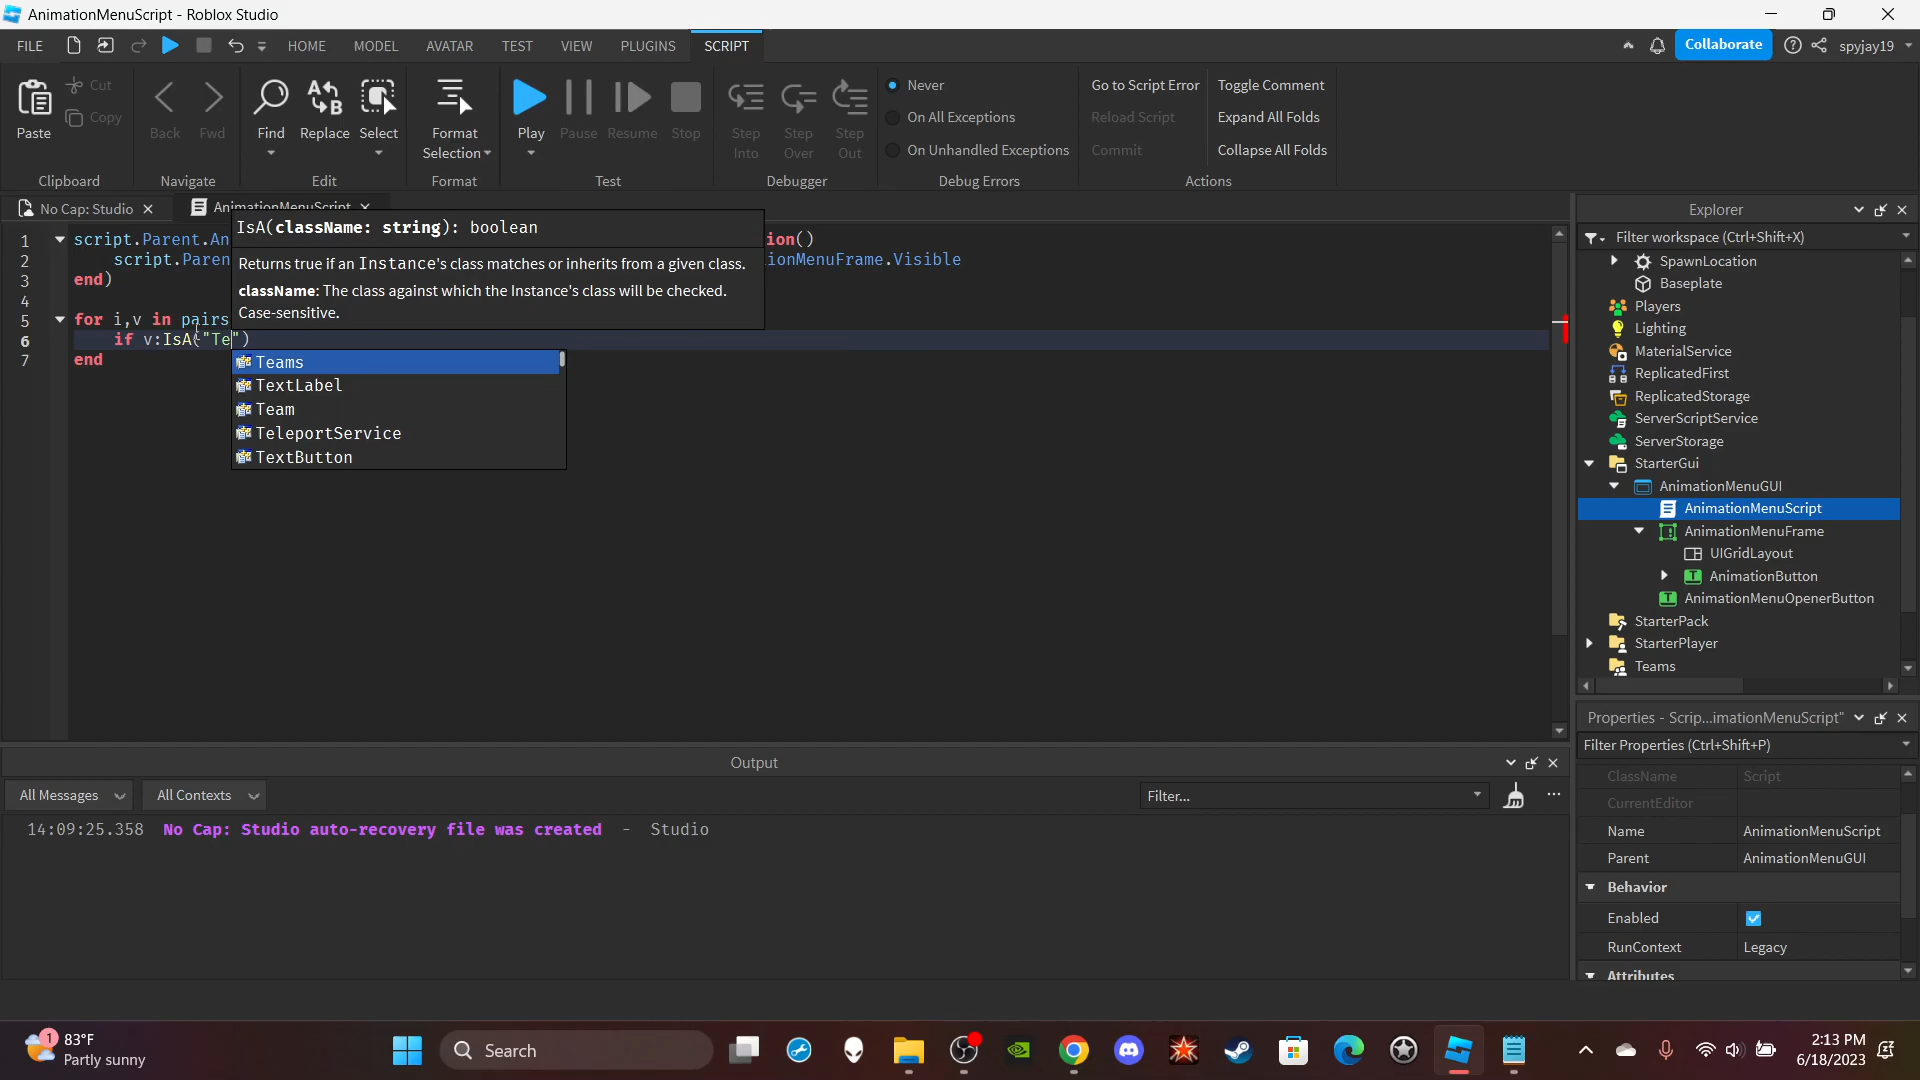 AnimationMenuScript - Roblox Studio
FILE HOME MODEL AVATAR TEST VIEW PLUGINS SCRIPT Collaborate spyjay19
Paste Cut Copy Back Fwd Find Replace Select Format Selection Play Pause Resume Stop Step Into Step Over Step Out
Never
On All Exceptions
On Unhandled Exceptions
Go to Script Error
Reload Script
Commit
Toggle Comment
Expand All Folds
Collapse All Folds
Clipboard Navigate Edit Format Test Debugger Debug Errors Actions
No Cap: Studio AnimationMenuScript
IsA(className: string): boolean
Returns true if an Instance's class matches or inherits from a given class.
className: The class against which the Instance's class will be checked.
Case-sensitive.
1 script.Parent.An ion()
2 script.Paren ionMenuFrame.Visible
3 end)
4
5 for i,v in pairs
6 if v:IsA("Te")
7 end
Teams
TextLabel
Team
TeleportService
TextButton
Explorer
Filter workspace (Ctrl+Shift+X)
SpawnLocation
Baseplate
Players
Lighting
MaterialService
ReplicatedFirst
ReplicatedStorage
ServerScriptService
ServerStorage
StarterGui
AnimationMenuGUI
AnimationMenuScript
AnimationMenuFrame
UIGridLayout
AnimationButton
AnimationMenuOpenerButton
StarterPack
StarterPlayer
Teams
Properties - Scrip...imationMenuScript"
Filter Properties (Ctrl+Shift+P)
ClassName Script
CurrentEditor
Name AnimationMenuScript
Parent AnimationMenuGUI
Behavior
Enabled
RunContext Legacy
Attributes
Output
All Messages All Contexts Filter...
14:09:25.358 No Cap: Studio auto-recovery file was created - Studio
1 83°F
Partly sunny
Search
2:13 PM
6/18/2023